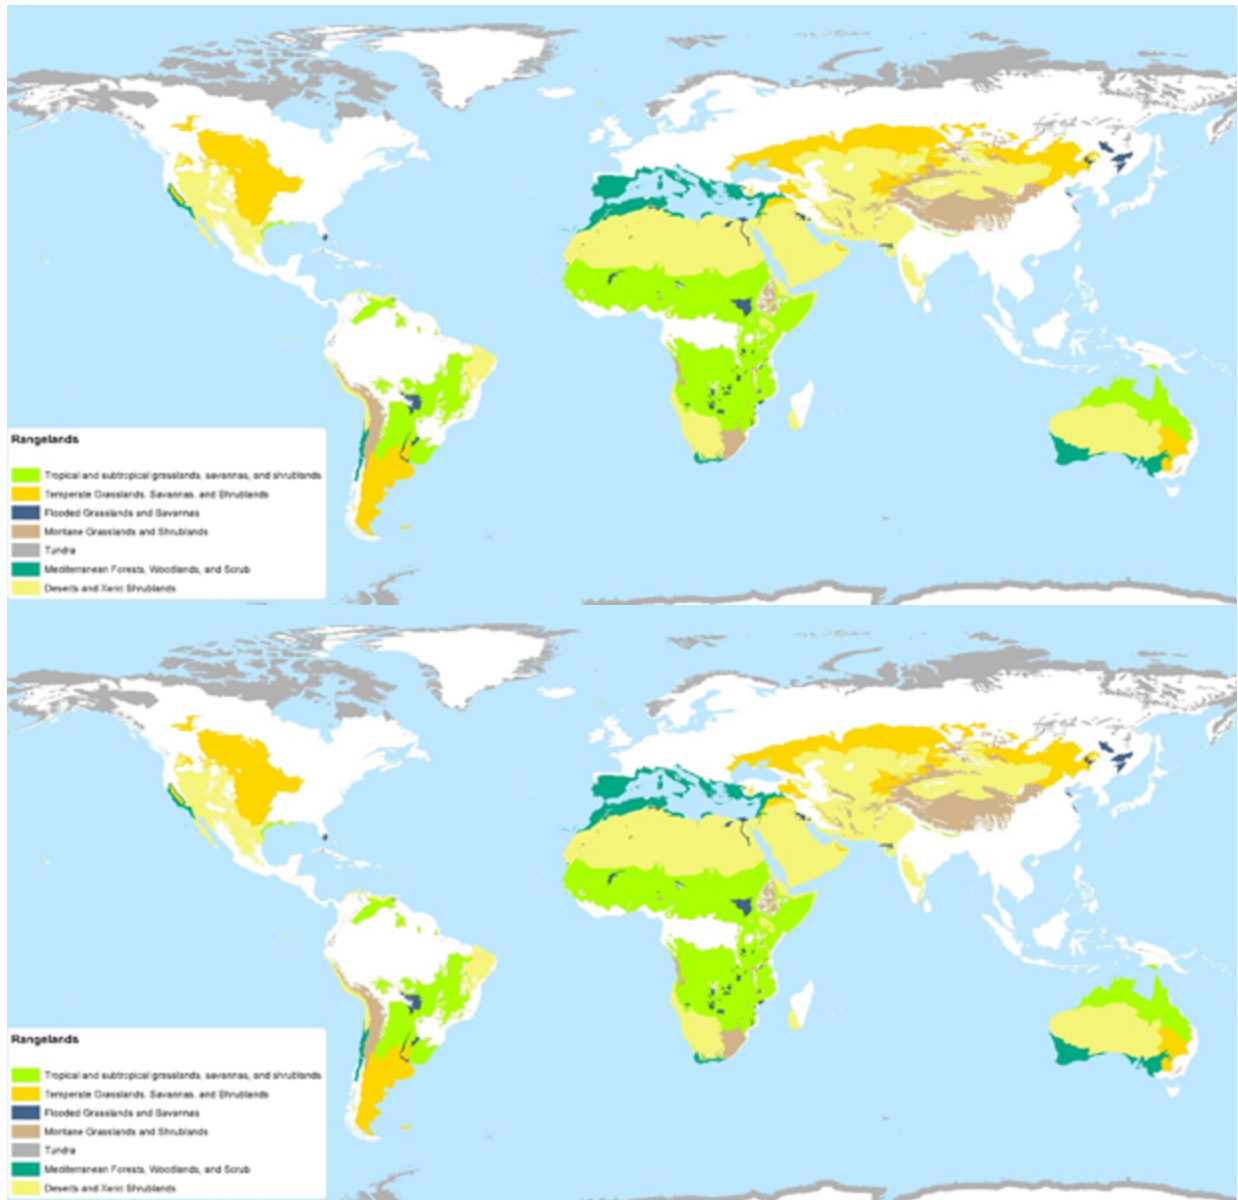 Rangelands
Tropical and subtropical grasslands, savannas, and shrublands
Temperate Grasslands, Savannas, and Shrublands
Flooded Grasslands and Savannas
Montane Grasslands and Shrublands
Tundra
Mediterranean Forests, Woodlands, and Scrub
Deserts and Xeric Shrublands
Rangelands
Tropical and subtropical grasslands, savannas, and shrublands
Temperate Grasslands, Savannas, and Shrublands
Flooded Grasslands and Savannas
Montane Grasslands and Shrublands
Tundra
Mediterranean Forests, Woodlands, and Scrub
Deserts and Xeric Shrublands